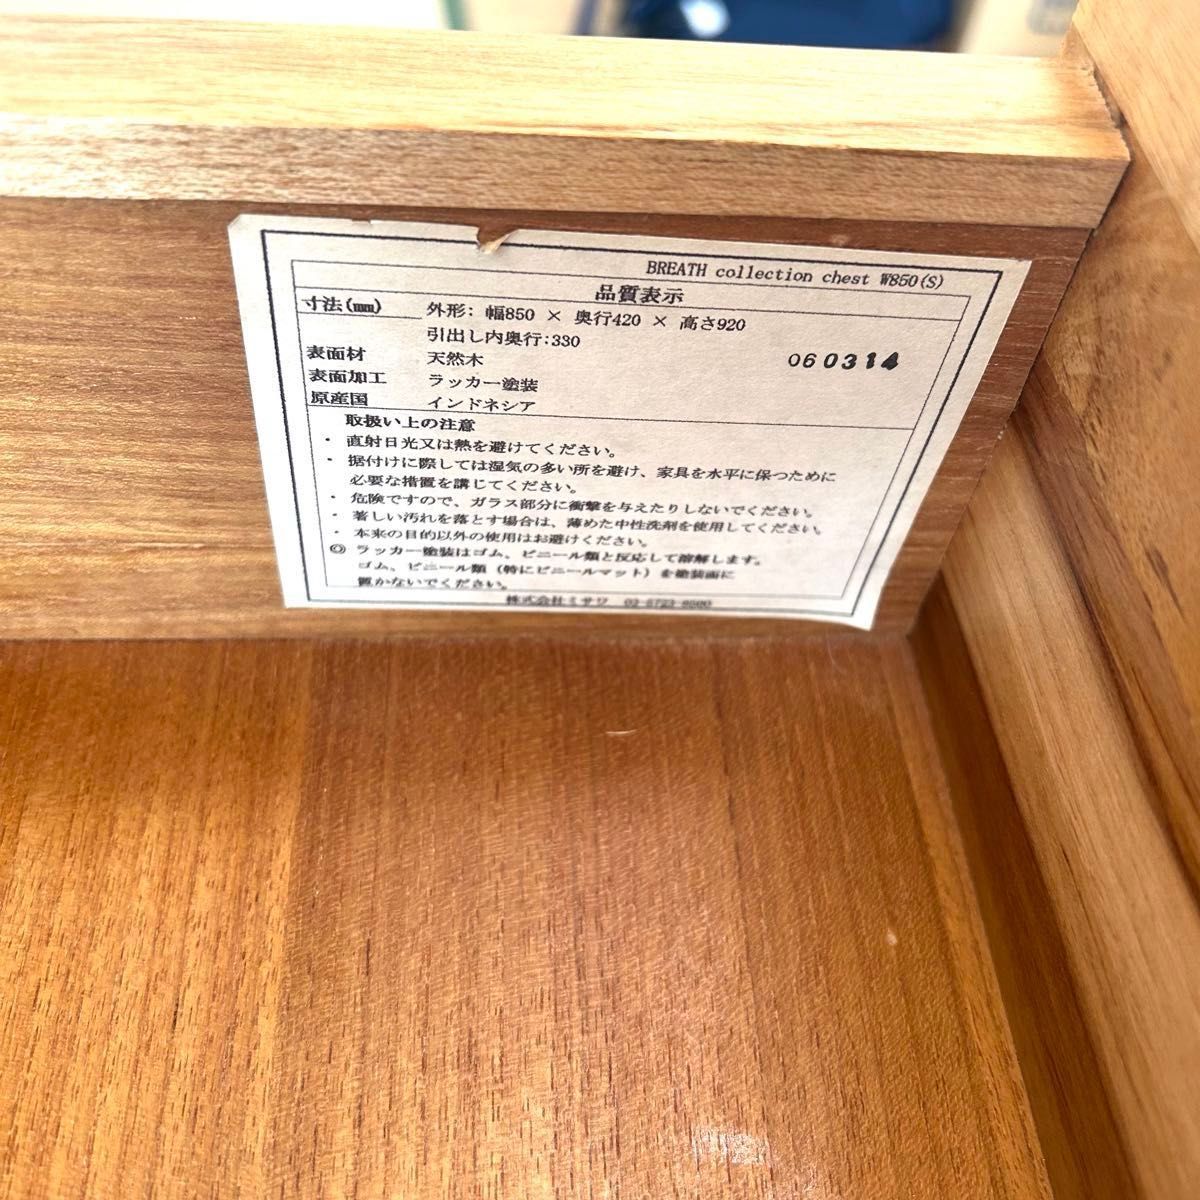 BREATH collection chest W850(S)
品質表示
寸法(mm) 外形: 幅850 × 奥行420 × 高さ920
引出し内奥行:330
表面材 天然木 060314
表面加工 ラッカー塗装
原産国 インドネシア
取扱い上の注意
・ 直射日光又は熱を避けてください。
・ 据付けに際しては湿気の多い所を避け、家具を水平に保つために
必要な措置を講じてください。
・ 危険ですので、ガラス部分に衝撃を与えたりしないでください。
・ 著しい汚れを落とす場合は、薄めた中性洗剤を使用してください。
・ 本来の目的以外の使用はお避けください。
◎ ラッカー塗装はゴム、ビニール類と反応して溶解します。
ゴム、ビニール類(特にビニールマット)を塗装面に
置かないでください。
株式会社ミサワ